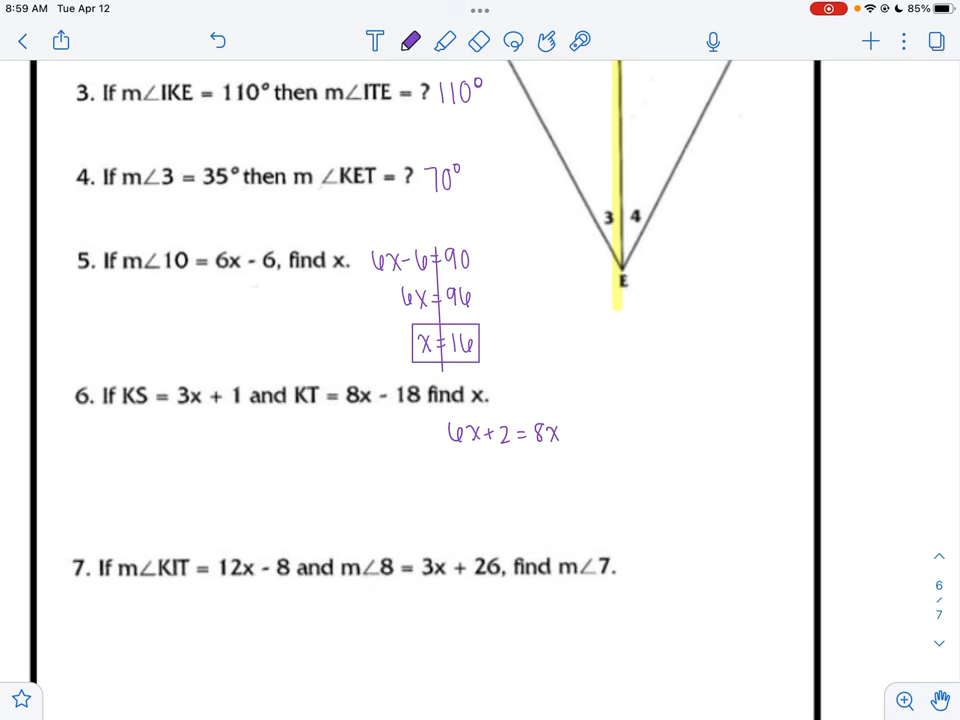 8:59 AM Tue Apr 12
85%
3. If m∠IKE = 110° then m∠ITE = ? 110°
4. If m∠3 = 35° then m ∠KET = ? 70°
3 4
5. If m∠10 = 6x - 6, find x. 6x-6=90
E
6x=96
x=16
6. If KS = 3x + 1 and KT = 8x - 18 find x.
6x+2=8x
7. If m∠KIT = 12x - 8 and m∠8 = 3x + 26, find m∠7.
6
/
7